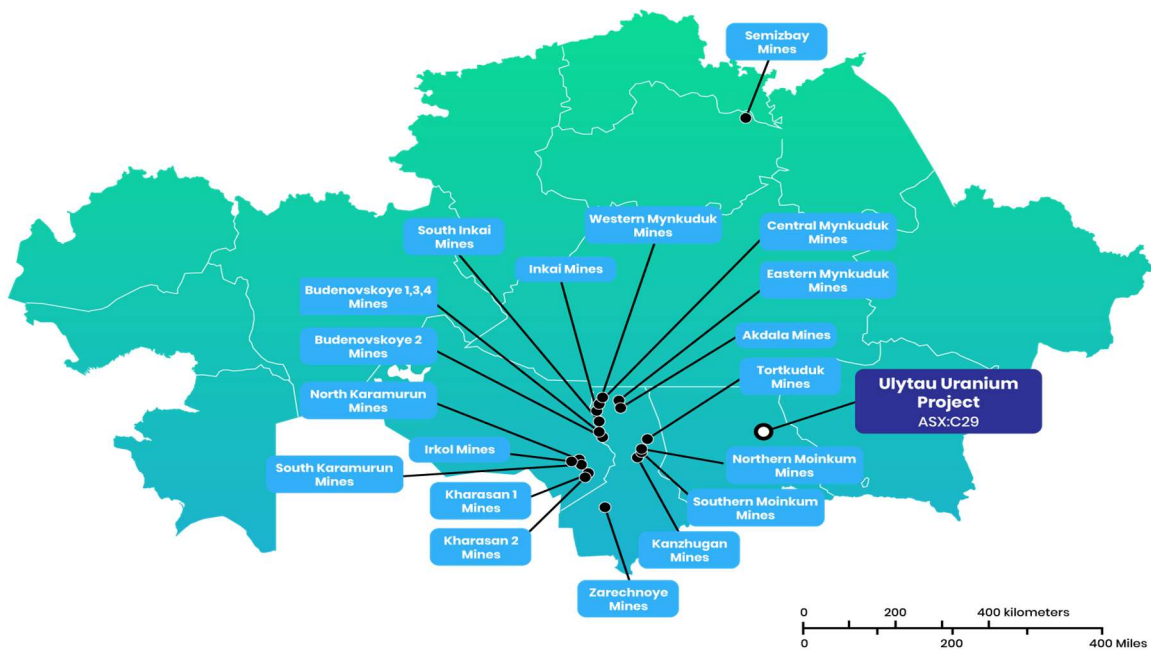 Semizbay
Mines
Western Mynkuduk
Mines
Central Mynkuduk
Mines
South Inkai
Mines
Inkai Mines
Eastern Mynkuduk
Mines
Budenovskoye 1,3,4
Mines
Akdala Mines
Budenovskoye 2
Mines
Tortkuduk
Mines
Ulytau Uranium
Project
ASX:C29
North Karamurun
Mines
Irkol Mines
Northern Moinkum
Mines
South Karamurun
Mines
Kharasan 1
Mines
Southern Moinkum
Mines
Kharasan 2
Mines
Kanzhugan
Mines
Zarechnoye
Mines
0 200 400 kilometers
0 200 400 Miles